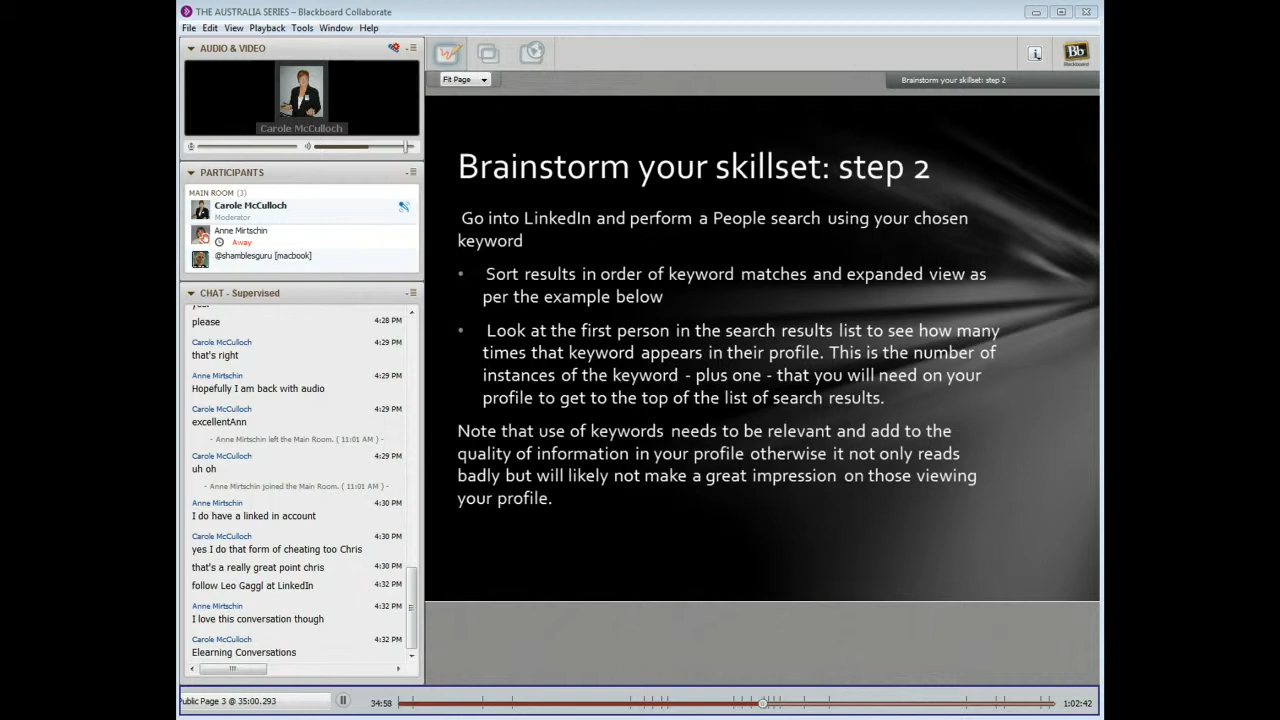 THE AUSTRALIA SERIES – Blackboard Collaborate
File Edit View Playback Tools Window Help
AUDIO & VIDEO
Carole McCulloch
PARTICIPANTS
MAIN ROOM (3)
Carole McCulloch
Moderator
Anne Mirtschin
Away
@shamblesguru [macbook]
CHAT - Supervised
please 4:28 PM
Carole McCulloch 4:29 PM
that's right
Anne Mirtschin 4:29 PM
Hopefully I am back with audio
Carole McCulloch 4:29 PM
excellentAnn
- Anne Mirtschin left the Main Room. ( 11:01 AM ) -
Carole McCulloch 4:29 PM
uh oh
- Anne Mirtschin joined the Main Room. ( 11:01 AM ) -
Anne Mirtschin 4:30 PM
I do have a linked in account
Carole McCulloch 4:30 PM
yes I do that form of cheating too Chris
that's a really great point chris 4:30 PM
follow Leo Gaggl at LinkedIn 4:32 PM
Anne Mirtschin 4:32 PM
I love this conversation though
Carole McCulloch 4:32 PM
Elearning Conversations
Public Page 3 @ 35:00.293
34:58
1:02:42
Fit Page
Brainstorm your skillset: step 2
Bb
Blackboard
Brainstorm your skillset: step 2
Go into LinkedIn and perform a People search using your chosen
keyword
• Sort results in order of keyword matches and expanded view as
per the example below
• Look at the first person in the search results list to see how many
times that keyword appears in their profile. This is the number of
instances of the keyword - plus one - that you will need on your
profile to get to the top of the list of search results.
Note that use of keywords needs to be relevant and add to the
quality of information in your profile otherwise it not only reads
badly but will likely not make a great impression on those viewing
your profile.